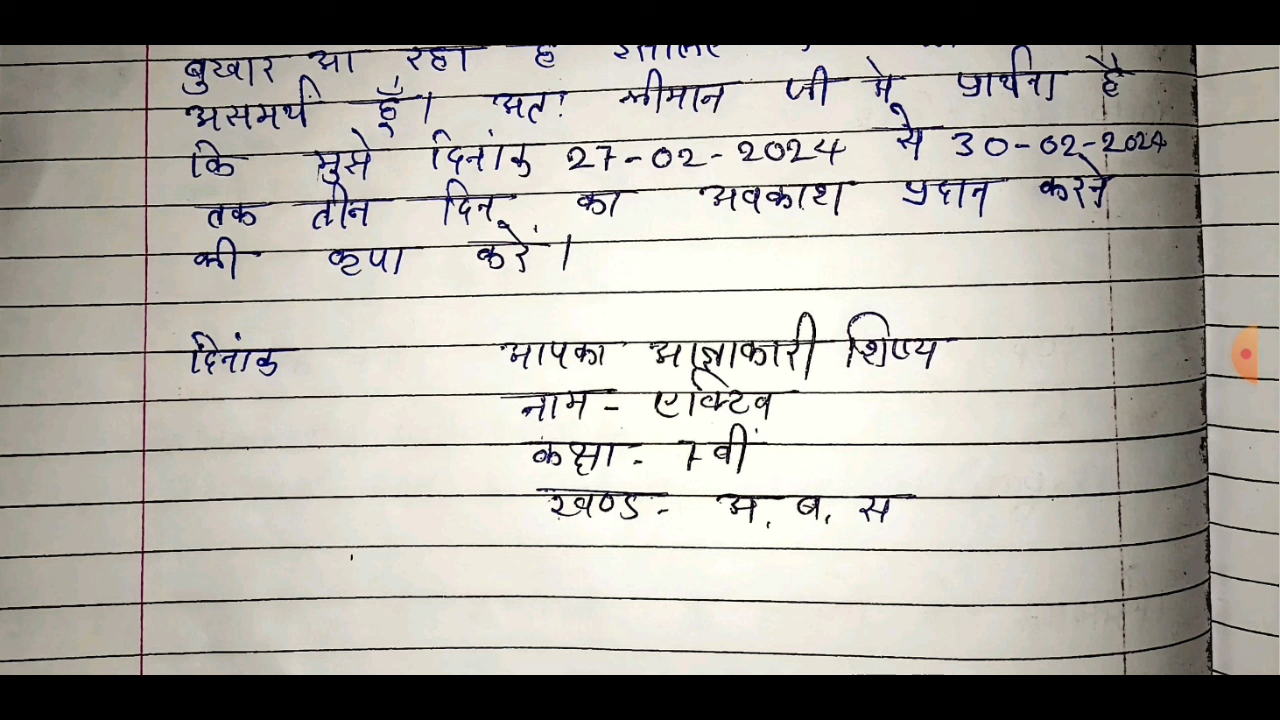 बुखार आ रहा है इसलिए
असमर्थ हूँ। अतः श्रीमान जी से प्रार्थना है
कि मुझे दिनांक 27-02-2024 से 30-02-2024
तक तीन दिन का अवकाश प्रदान करने
की कृपा करें।
दिनांक आपका आज्ञाकारी शिष्य
नाम - एक्टिव
कक्षा - 7वीं
खण्ड - अ, ब, स